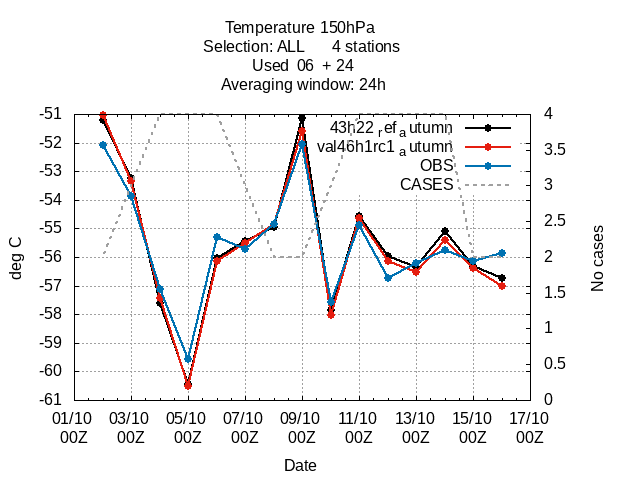 Temperature 150hPa
Selection: ALL 4 stations
Used 06 + 24
Averaging window: 24h
43h22 ref a utumn
val46h1rc1 a utumn
OBS
CASES
-51
-52
-53
-54
-55
-56
-57
-58
-59
-60
-61
4
3.5
3
2.5
2
1.5
1
0.5
0
deg C
No cases
01/10 03/10 05/10 07/10 09/10 11/10 13/10 15/10 17/10
00Z 00Z 00Z 00Z 00Z 00Z 00Z 00Z 00Z
Date